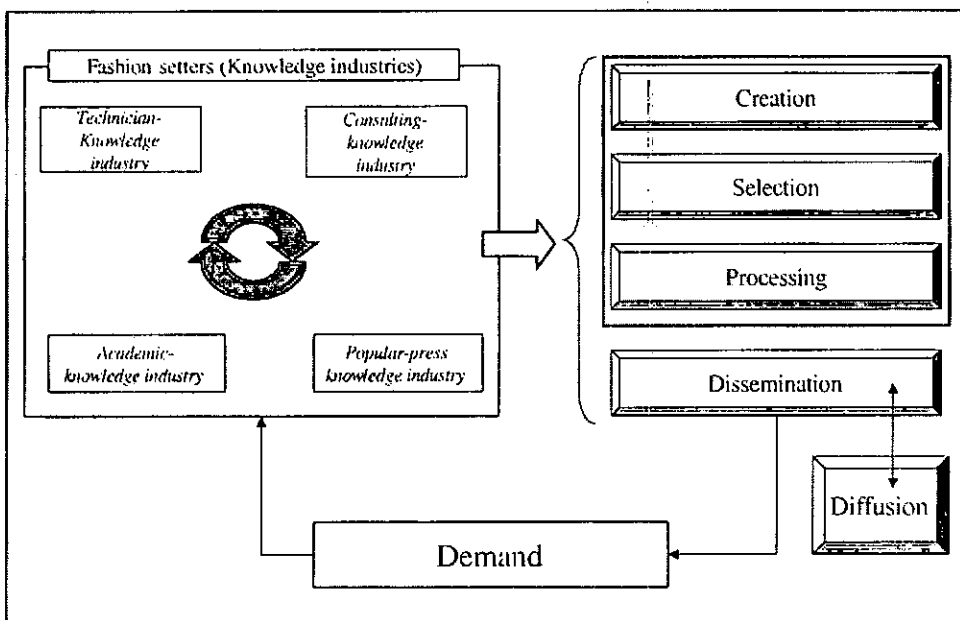 Fashion setters (Knowledge industries)
Technician-
Knowledge
industry
Consulting-
knowledge
industry
Academic-
knowledge industry
Popular-press
knowledge industry
Creation
Selection
Processing
Dissemination
Diffusion
Demand